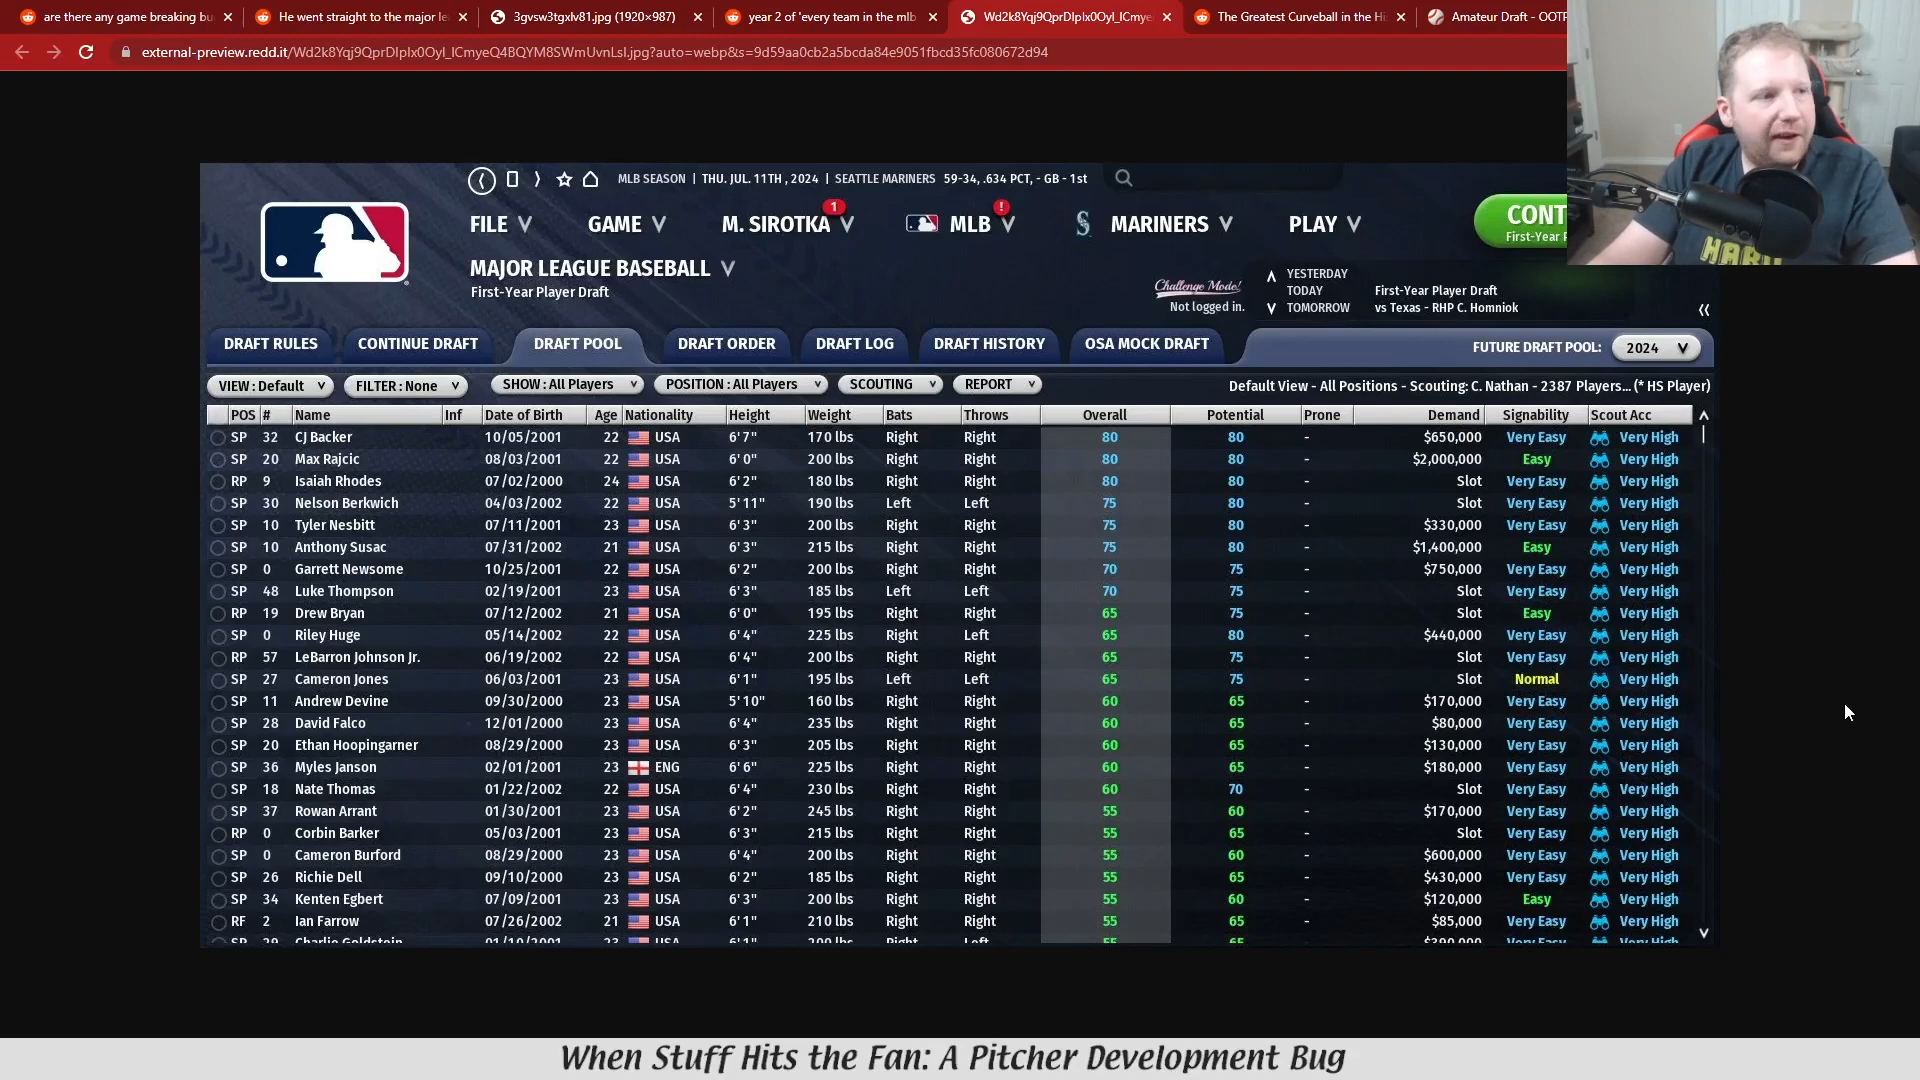 are there any game breaking bu
He went straight to the major le
3gvsw3tgxlv81.jpg (1920×987)
year 2 of 'every team in the mlb
Wd2k8Yqj9QprDIpIx0Oyl_ICmye
The Greatest Curveball in the Hi
Amateur Draft - OOTP
external-preview.redd.it/Wd2k8Yqj9QprDIpIx0Oyl_ICmyeQ4BQYM8SWmUvnLsI.jpg?auto=webp&s=9d59aa0cb2a5bcda84e9051fbcd35fc080672d94
MLB SEASON | THU. JUL. 11TH , 2024 | SEATTLE MARINERS 59-34, .634 PCT, - GB - 1st
FILE GAME M. SIROTKA 1 MLB ! MARINERS PLAY CONT
First-Year P
MAJOR LEAGUE BASEBALL
First-Year Player Draft
Challenge Mode!
Not logged in.
YESTERDAY
TODAY First-Year Player Draft
TOMORROW vs Texas - RHP C. Homniok
DRAFT RULES CONTINUE DRAFT DRAFT POOL DRAFT ORDER DRAFT LOG DRAFT HISTORY OSA MOCK DRAFT FUTURE DRAFT POOL: 2024
VIEW : Default FILTER : None SHOW : All Players POSITION : All Players SCOUTING REPORT Default View - All Positions - Scouting: C. Nathan - 2387 Players... (* HS Player)
POS # Name Inf Date of Birth Age Nationality Height Weight Bats Throws Overall Potential Prone Demand Signability Scout Acc
SP 32 CJ Backer 10/05/2001 22 USA 6' 7" 170 lbs Right Right 80 80 - $650,000 Very Easy Very High
SP 20 Max Rajcic 08/03/2001 22 USA 6' 0" 200 lbs Right Right 80 80 - $2,000,000 Easy Very High
RP 9 Isaiah Rhodes 07/02/2000 24 USA 6' 2" 180 lbs Right Right 80 80 - Slot Very Easy Very High
SP 30 Nelson Berkwich 04/03/2002 22 USA 5' 11" 190 lbs Left Left 75 80 - Slot Very Easy Very High
SP 10 Tyler Nesbitt 07/11/2001 23 USA 6' 3" 200 lbs Right Right 75 80 - $330,000 Very Easy Very High
SP 10 Anthony Susac 07/31/2002 21 USA 6' 3" 215 lbs Right Right 75 80 - $1,400,000 Easy Very High
SP 0 Garrett Newsome 10/25/2001 22 USA 6' 2" 200 lbs Right Right 70 75 - $750,000 Very Easy Very High
SP 48 Luke Thompson 02/19/2001 23 USA 6' 3" 185 lbs Left Left 70 75 - Slot Very Easy Very High
RP 19 Drew Bryan 07/12/2002 21 USA 6' 0" 195 lbs Right Right 65 75 - Slot Easy Very High
SP 0 Riley Huge 05/14/2002 22 USA 6' 4" 225 lbs Right Left 65 80 - $440,000 Very Easy Very High
RP 57 LeBarron Johnson Jr. 06/19/2002 22 USA 6' 4" 200 lbs Right Right 65 75 - Slot Very Easy Very High
SP 27 Cameron Jones 06/03/2001 23 USA 6' 1" 195 lbs Left Left 65 75 - Slot Normal Very High
SP 11 Andrew Devine 09/30/2000 23 USA 5' 10" 160 lbs Right Right 60 65 - $170,000 Very Easy Very High
SP 28 David Falco 12/01/2000 23 USA 6' 4" 235 lbs Right Right 60 65 - $80,000 Very Easy Very High
SP 20 Ethan Hoopingarner 08/29/2000 23 USA 6' 3" 205 lbs Right Right 60 65 - $130,000 Very Easy Very High
SP 36 Myles Janson 02/01/2001 23 ENG 6' 6" 225 lbs Right Right 60 65 - $180,000 Very Easy Very High
SP 18 Nate Thomas 01/22/2002 22 USA 6' 4" 230 lbs Right Right 60 70 - Slot Very Easy Very High
SP 37 Rowan Arrant 01/30/2001 23 USA 6' 2" 245 lbs Right Right 55 60 - $170,000 Very Easy Very High
RP 0 Corbin Barker 05/03/2001 23 USA 6' 3" 215 lbs Right Right 55 65 - Slot Very Easy Very High
SP 0 Cameron Burford 08/29/2000 23 USA 6' 4" 200 lbs Right Right 55 60 - $600,000 Very Easy Very High
SP 26 Richie Dell 09/10/2000 23 USA 6' 2" 185 lbs Right Right 55 65 - $430,000 Very Easy Very High
SP 34 Kenten Egbert 07/09/2001 23 USA 6' 3" 200 lbs Right Right 55 60 - $120,000 Easy Very High
RF 2 Ian Farrow 07/26/2002 21 USA 6' 1" 210 lbs Right Right 55 65 - $85,000 Very Easy Very High
SP 29 Charlie Goldstein 01/10/2001 23 USA 6' 1" 200 lbs Right Left 55 65 - $390,000 Very Easy Very High
HARD
When Stuff Hits the Fan: A Pitcher Development Bug